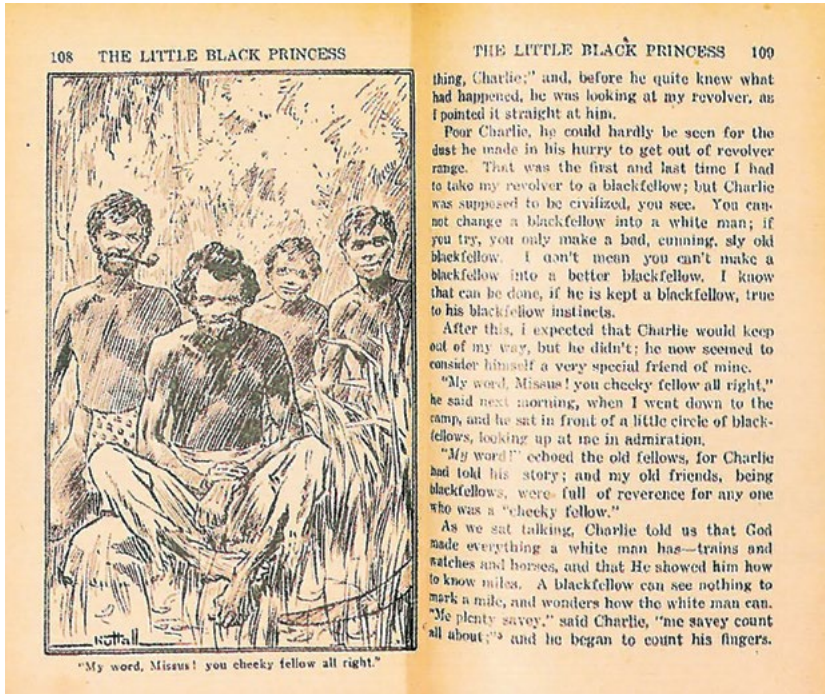 108 THE LITTLE BLACK PRINCESS
Nuttall
"My word, Missus! you cheeky fellow all right."
THE LITTLE BLACK PRINCESS 109
thing, Charlie;" and, before he quite knew what
had happened, he was looking at my revolver, as
I pointed it straight at him.
Poor Charlie, he could hardly be seen for the
dust he made in his hurry to get out of revolver
range. That was the first and last time I had
to take my revolver to a blackfellow; but Charlie
was supposed to be civilized, you see. You can-
not change a blackfellow into a white man; if
you try, you only make a bad, cunning, sly old
blackfellow. I don't mean you can't make a
blackfellow into a better blackfellow. I know
that can be done, if he is kept a blackfellow, true
to his blackfellow instincts.
After this, i expected that Charlie would keep
out of my way, but he didn't; he now seemed to
consider himself a very special friend of mine.
"My word, Missus! you cheeky fellow all right,"
he said next morning, when I went down to the
camp, and he sat in front of a little circle of black-
fellows, looking up at me in admiration.
"My word!" echoed the old fellows, for Charlie
had told his story; and my old friends, being
blackfellows, were full of reverence for any one
who was a "cheeky fellow."
As we sat talking, Charlie told us that God
made everything a white man has—trains and
watches and horses, and that He showed him how
to know miles. A blackfellow can see nothing to
mark a mile, and wonders how the white man can.
"Me plenty savey," said Charlie, "me savey count
all about;" and he began to count his fingers.